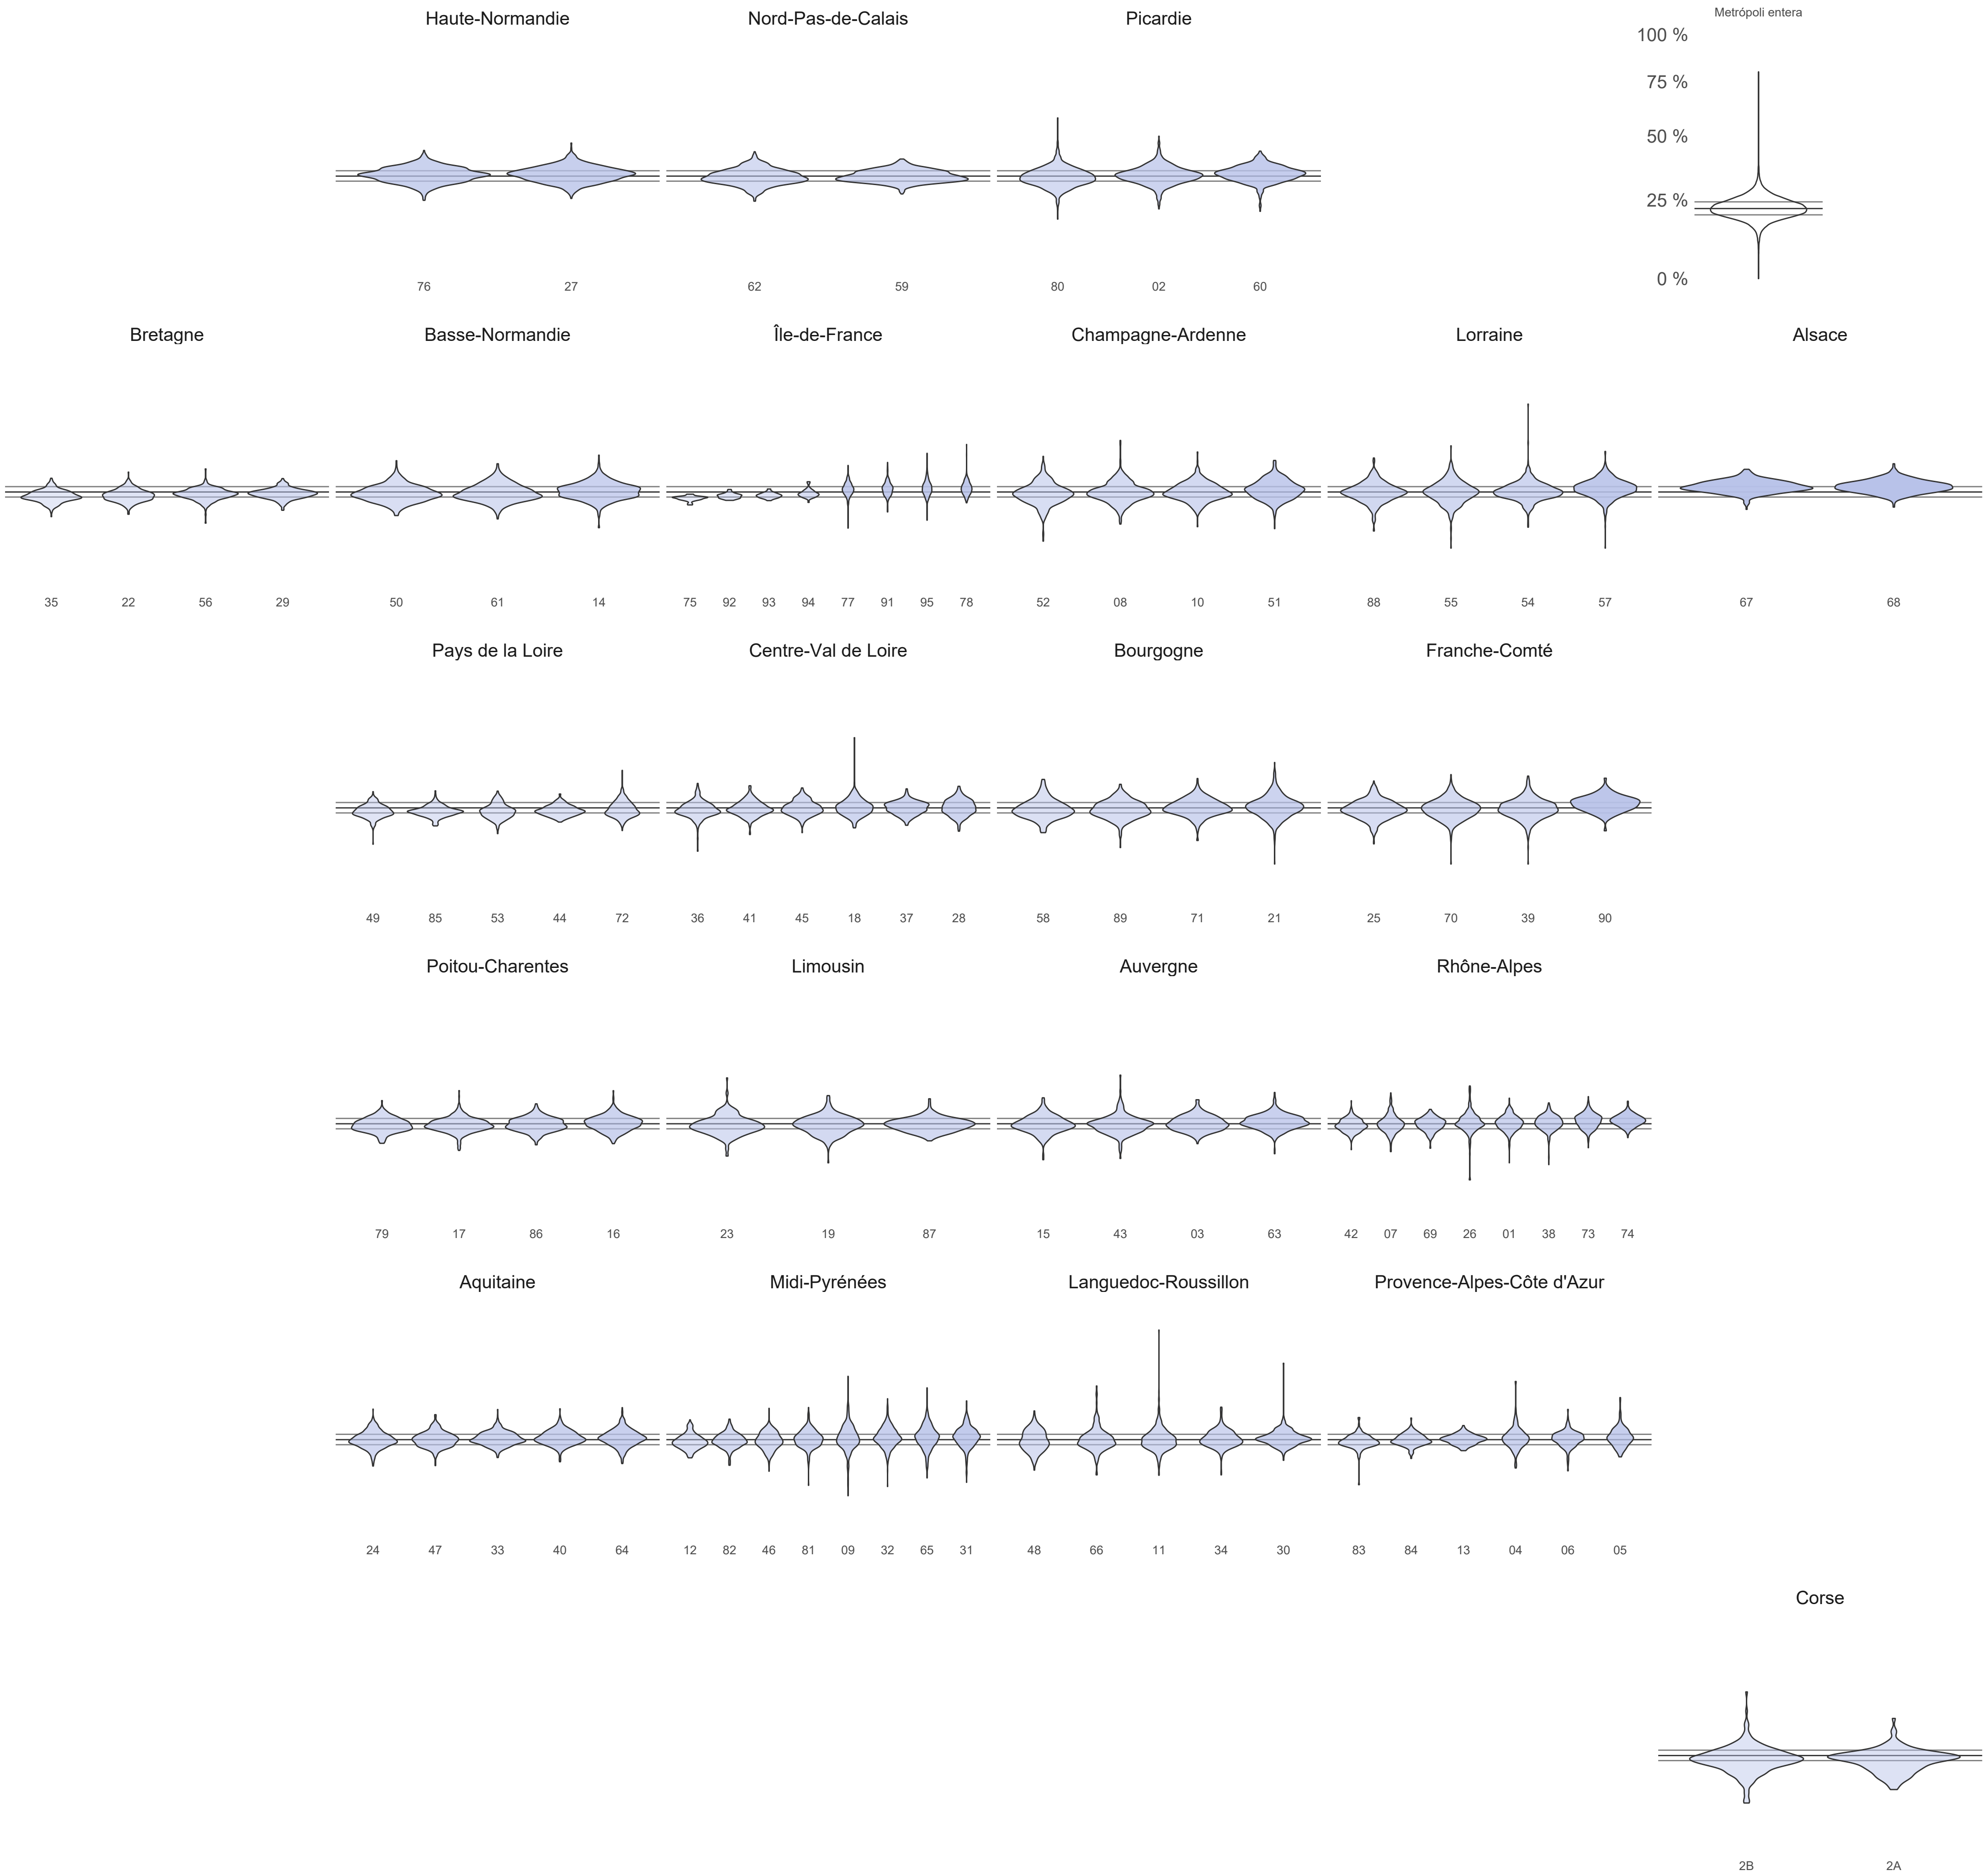 Haute-Normandie Nord-Pas-de-Calais Picardie Metrópoli entera
100 %
75 %
50 %
25 %
0 %
76 27 62 59 80 02 60
Bretagne Basse-Normandie Île-de-France Champagne-Ardenne Lorraine Alsace
35 22 56 29 50 61 14 75 92 93 94 77 91 95 78 52 08 10 51 88 55 54 57 67 68
Pays de la Loire Centre-Val de Loire Bourgogne Franche-Comté
49 85 53 44 72 36 41 45 18 37 28 58 89 71 21 25 70 39 90
Poitou-Charentes Limousin Auvergne Rhône-Alpes
79 17 86 16 23 19 87 15 43 03 63 42 07 69 26 01 38 73 74
Aquitaine Midi-Pyrénées Languedoc-Roussillon Provence-Alpes-Côte d'Azur
24 47 33 40 64 12 82 46 81 09 32 65 31 48 66 11 34 30 83 84 13 04 06 05
Corse
2B 2A